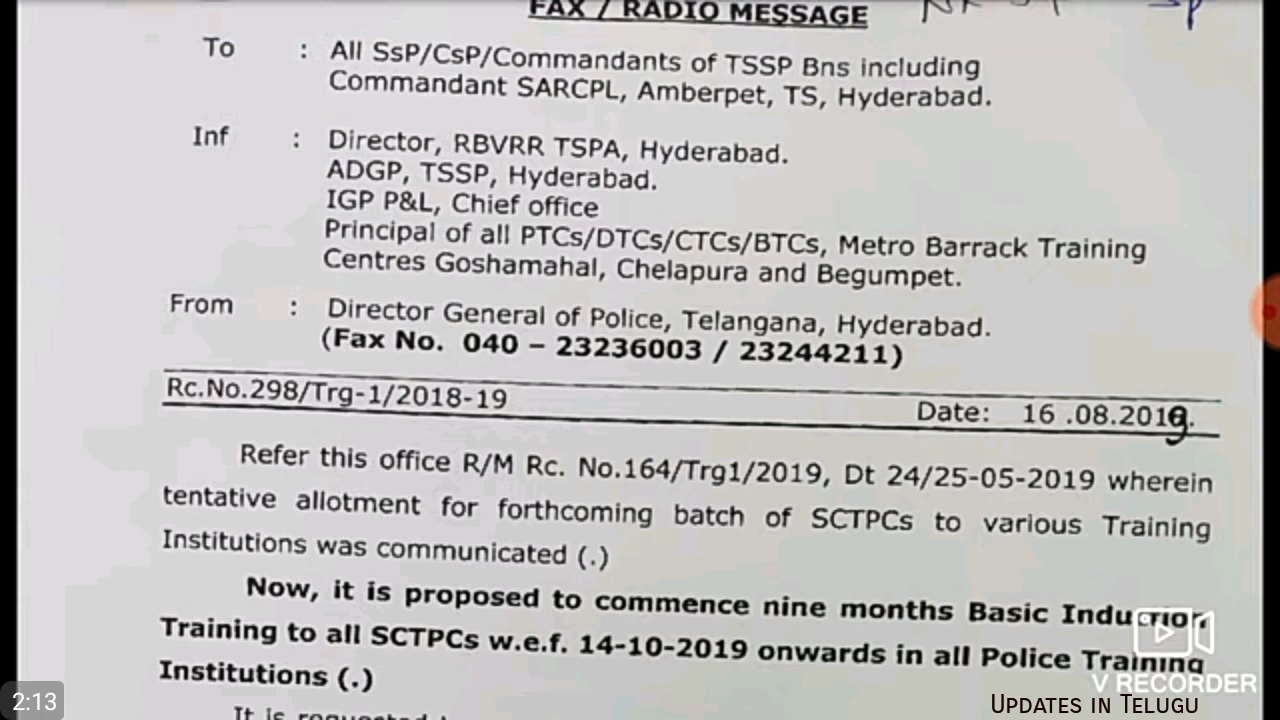 FAX / RADIO MESSAGE
To : All SsP/CsP/Commandants of TSSP Bns including
Commandant SARCPL, Amberpet, TS, Hyderabad.
Inf : Director, RBVRR TSPA, Hyderabad.
ADGP, TSSP, Hyderabad.
IGP P&L, Chief office
Principal of all PTCs/DTCs/CTCs/BTCs, Metro Barrack Training
Centres Goshamahal, Chelapura and Begumpet.
From : Director General of Police, Telangana, Hyderabad.
(Fax No. 040 – 23236003 / 23244211)
Rc.No.298/Trg-1/2018-19 Date: 16 .08.2019.
Refer this office R/M Rc. No.164/Trg1/2019, Dt 24/25-05-2019 wherein
tentative allotment for forthcoming batch of SCTPCs to various Training
Institutions was communicated (.)
Now, it is proposed to commence nine months Basic Induction
Training to all SCTPCs w.e.f. 14-10-2019 onwards in all Police Training
Institutions (.)
It is
V RECORDER
UPDATES IN TELUGU
2:13